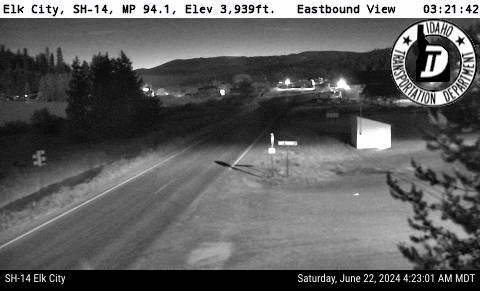 Elk City, SH-14, MP 94.1, Elev 3,939ft. Eastbound View 03:21:42
IDAHO
TRANSPORTATION DEPARTMENT
SH-14 Elk City Saturday, June 22, 2024 4:23:01 AM MDT